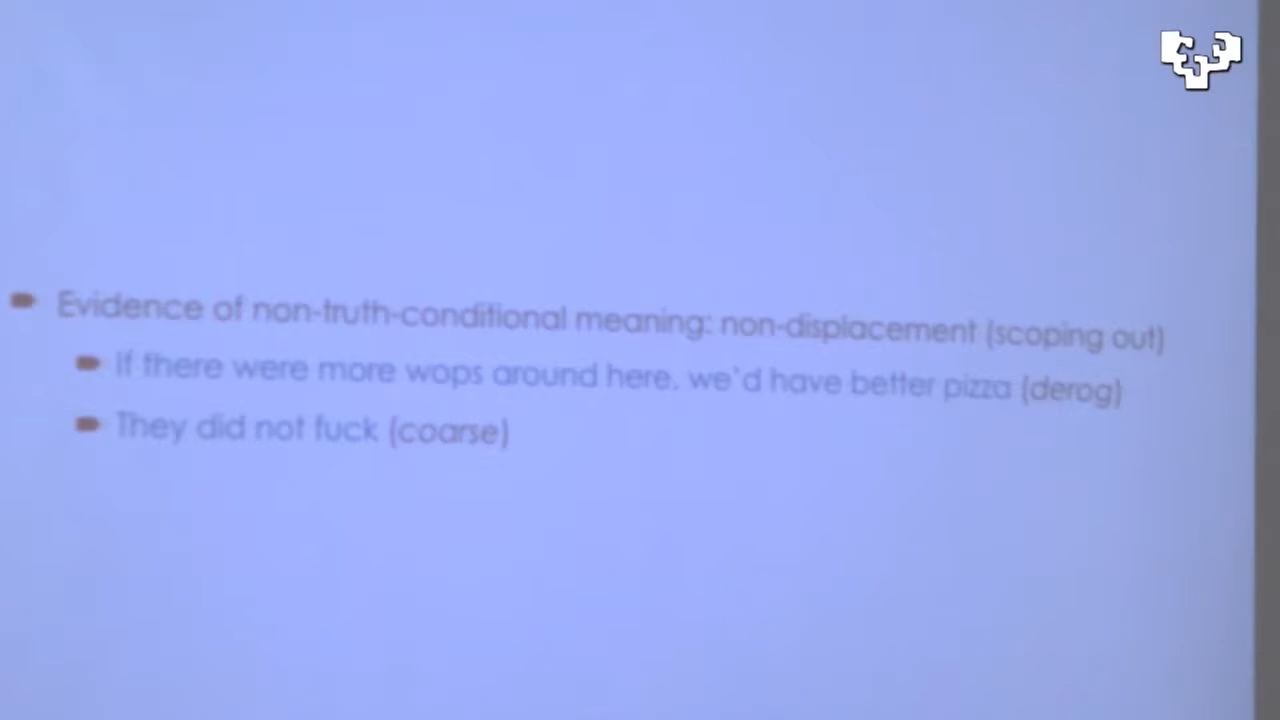 Evidence of non-truth-conditional meaning: non-displacement (scoping out)
If there were more wops around here, we'd have better pizza (derog)
They did not fuck (coarse)